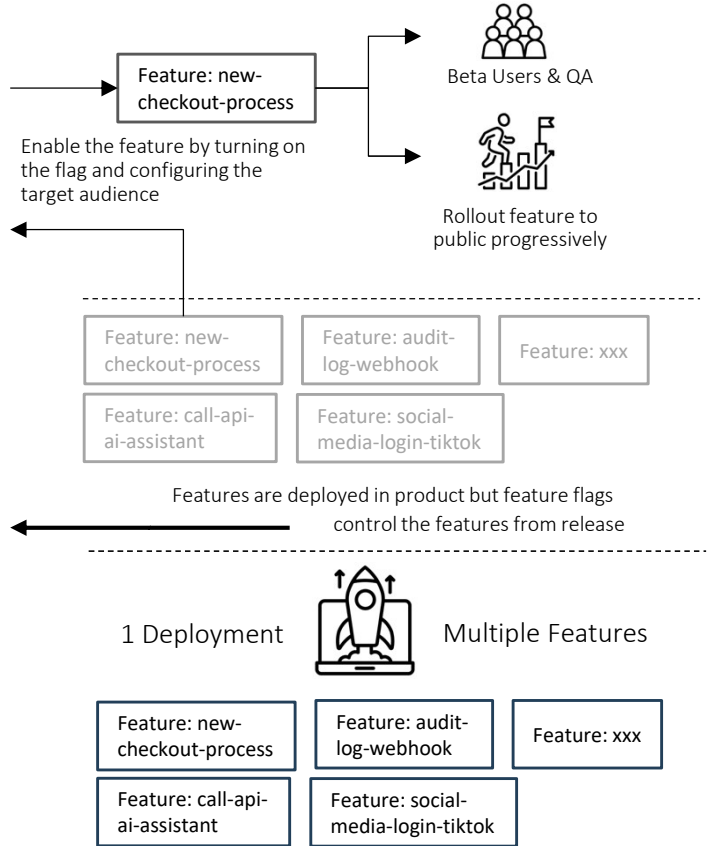 Feature: new-
checkout-process
Beta Users & QA
Enable the feature by turning on
the flag and configuring the
target audience
Rollout feature to
public progressively
Feature: new-
checkout-process
Feature: audit-
log-webhook
Feature: xxx
Feature: call-api-
ai-assistant
Feature: social-
media-login-tiktok
Features are deployed in product but feature flags
control the features from release
1 Deployment
Multiple Features
Feature: new-
checkout-process
Feature: audit-
log-webhook
Feature: xxx
Feature: call-api-
ai-assistant
Feature: social-
media-login-tiktok